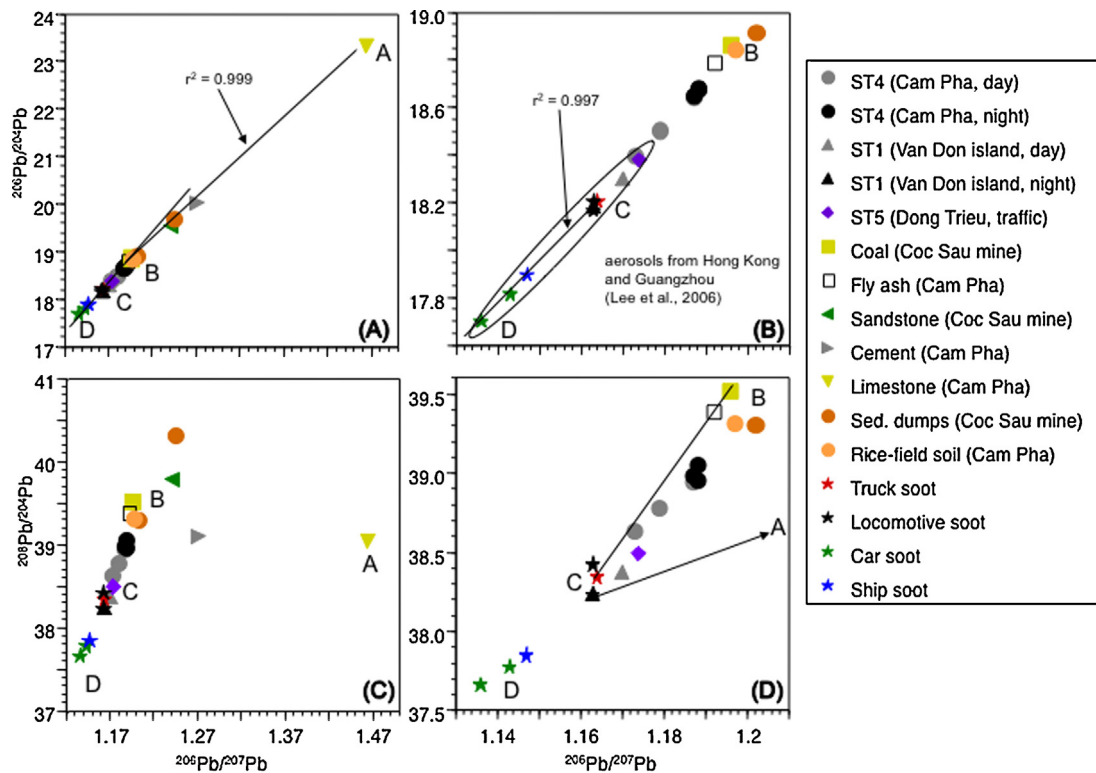 24
23
22
21
20
19
18
17
²⁰⁶Pb/²⁰⁴Pb
r² = 0.999
A
B
C
D
(A)
19.0
18.6
18.2
17.8
r² = 0.997
B
C
D
aerosols from Hong Kong
and Guangzhou
(Lee et al., 2006)
(B)
41
40
39
38
37
²⁰⁸Pb/²⁰⁴Pb
B
A
C
D
(C)
1.17
1.27
1.37
1.47
²⁰⁶Pb/²⁰⁷Pb
39.5
39.0
38.5
38.0
37.5
B
A
C
D
(D)
1.14
1.16
1.18
1.2
²⁰⁶Pb/²⁰⁷Pb
ST4 (Cam Pha, day)
ST4 (Cam Pha, night)
ST1 (Van Don island, day)
ST1 (Van Don island, night)
ST5 (Dong Trieu, traffic)
Coal (Coc Sau mine)
Fly ash (Cam Pha)
Sandstone (Coc Sau mine)
Cement (Cam Pha)
Limestone (Cam Pha)
Sed. dumps (Coc Sau mine)
Rice-field soil (Cam Pha)
Truck soot
Locomotive soot
Car soot
Ship soot